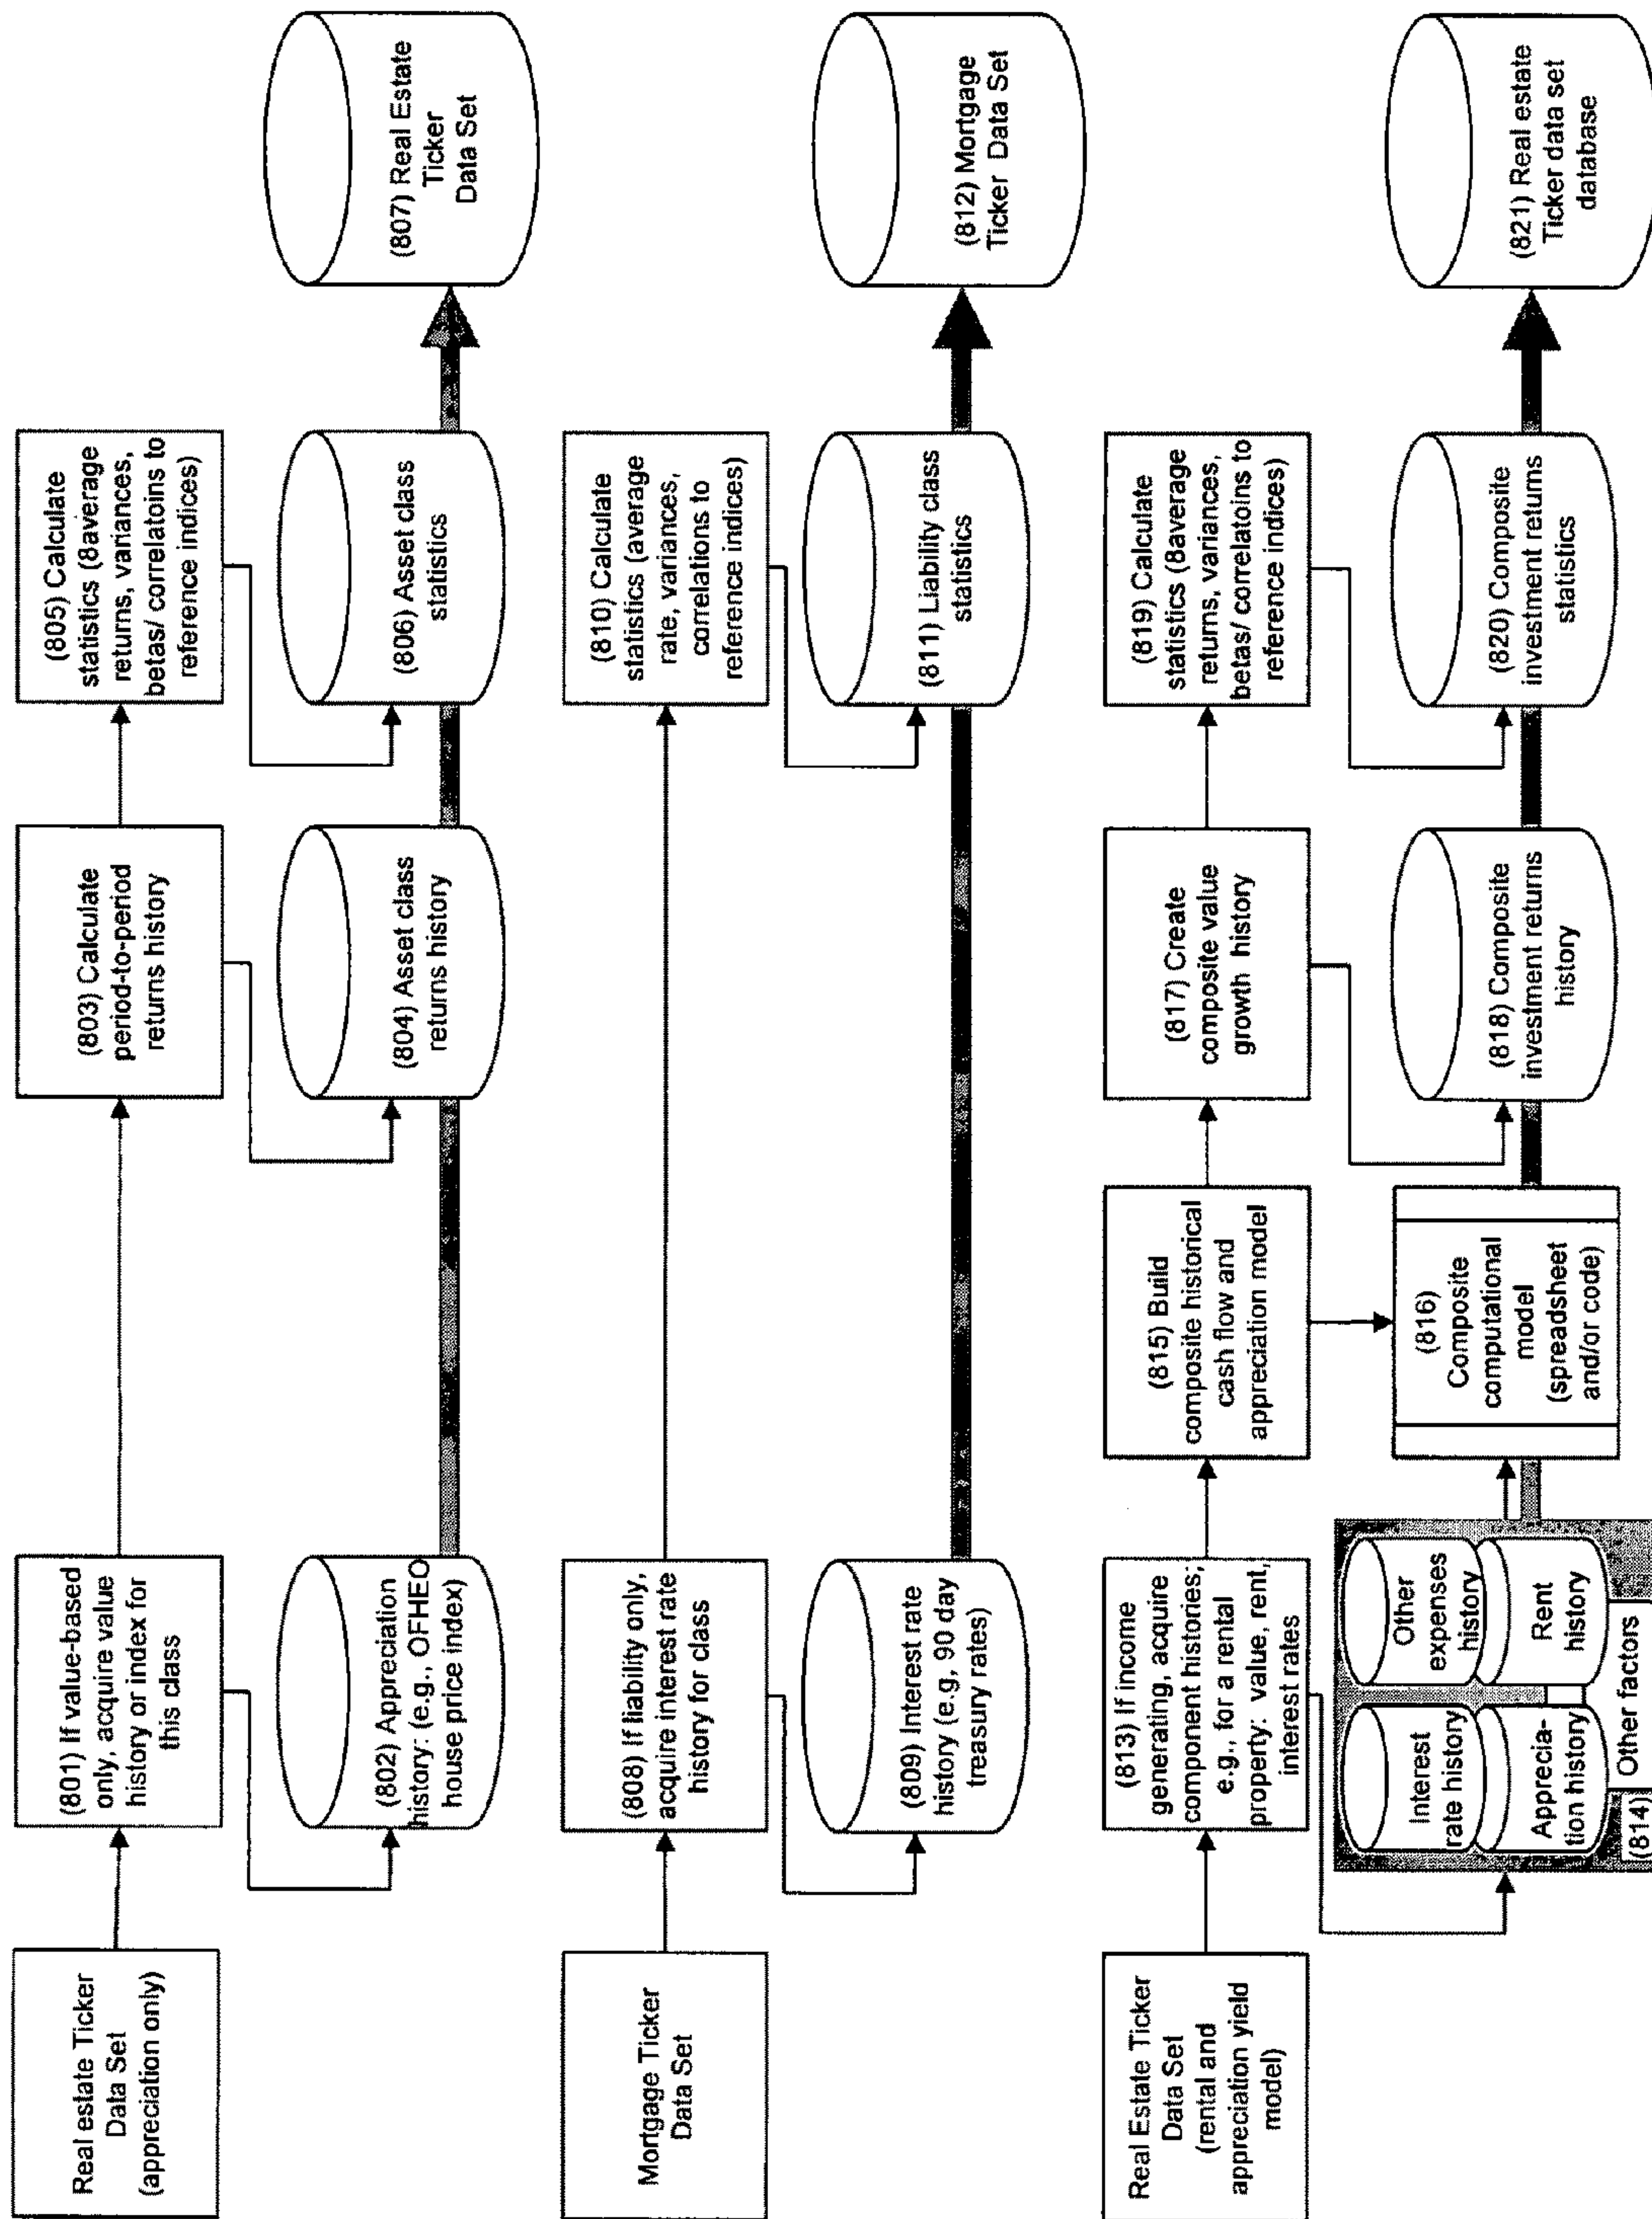 Real estate Ticker
Data Set
(appreciation only)
(801) If value-based
only, acquire value
history or index for
this class
(803) Calculate
period-to-period
returns history
(805) Calculate
statistics (8average
returns, variances,
betas/ correlatoins to
reference indices)
(802) Appreciation
history: (e.g., OFHEO
house price index)
(804) Asset class
returns history
(806) Asset class
statistics
(807) Real Estate
Ticker
Data Set
Mortgage Ticker
Data Set
(808) If liability only,
acquire interest rate
history for class
(810) Calculate
statistics (average
rate, variances,
correlations to
reference indices)
(809) Interest rate
history (e.g, 90 day
treasury rates)
(811) Liability class
statistics
(812) Mortgage
Ticker Data Set
Real Estate Ticker
Data Set
(rental and
appreciation yield
model)
(813) If income
generating, acquire
component histories;
e.g., for a rental
property: value, rent,
interest rates
(815) Build
composite historical
cash flow and
appreciation model
(817) Create
composite value
growth history
(819) Calculate
statistics (8average
returns, variances,
betas/ correlatoins to
reference indices)
Interest
rate history
Other
expenses
history
Apprecia-
tion history
Rent
history
(814)
Other factors
(816)
Composite
computational
model
(spreadsheet
and/or code)
(818) Composite
investment returns
history
(820) Composite
investment returns
statistics
(821) Real estate
Ticker data set
database